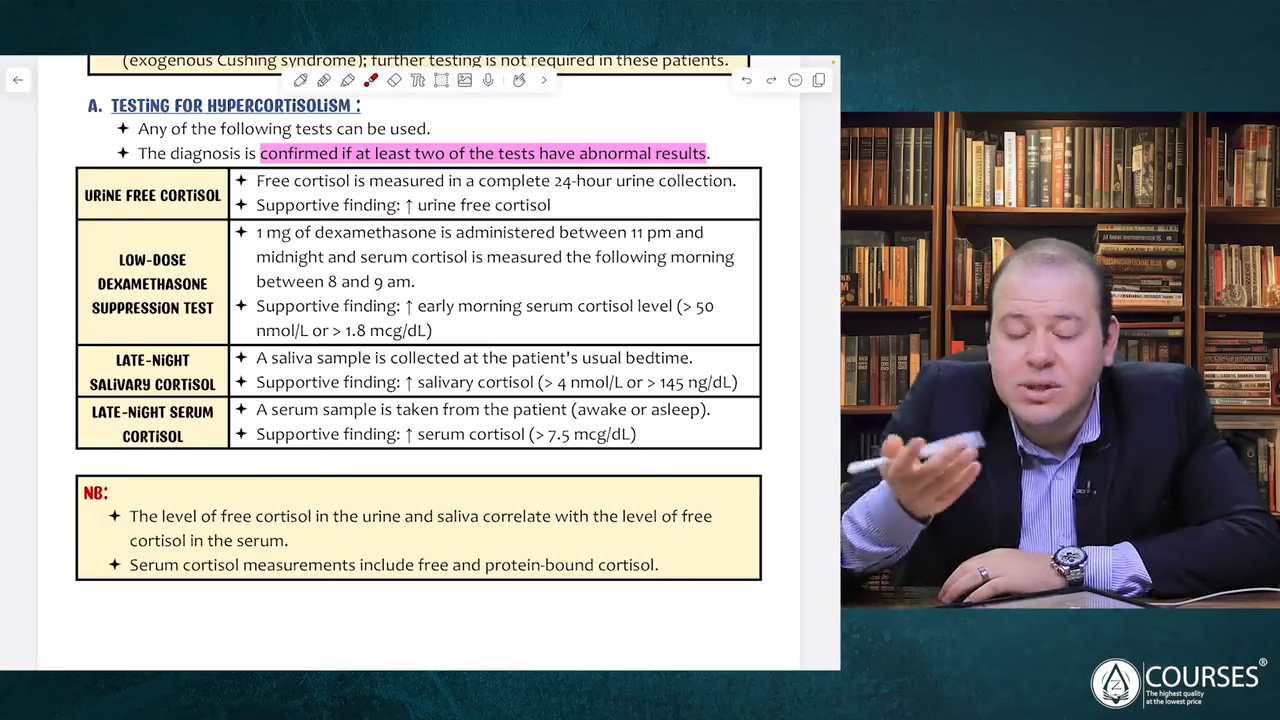 (exogenous Cushing syndrome); further testing is not required in these patients.
A. TESTING FOR HYPERCORTISOLISM :
Any of the following tests can be used.
The diagnosis is confirmed if at least two of the tests have abnormal results.
URINE FREE CORTISOL
Free cortisol is measured in a complete 24-hour urine collection.
Supportive finding: ↑ urine free cortisol
LOW-DOSE
DEXAMETHASONE
SUPPRESSION TEST
1 mg of dexamethasone is administered between 11 pm and
midnight and serum cortisol is measured the following morning
between 8 and 9 am.
Supportive finding: ↑ early morning serum cortisol level (> 50
nmol/L or > 1.8 mcg/dL)
LATE-NIGHT
SALIVARY CORTISOL
A saliva sample is collected at the patient's usual bedtime.
Supportive finding: ↑ salivary cortisol (> 4 nmol/L or > 145 ng/dL)
LATE-NIGHT SERUM
CORTISOL
A serum sample is taken from the patient (awake or asleep).
Supportive finding: ↑ serum cortisol (> 7.5 mcg/dL)
NB:
The level of free cortisol in the urine and saliva correlate with the level of free
cortisol in the serum.
Serum cortisol measurements include free and protein-bound cortisol.
Z COURSES®
The highest quality
at the lowest price